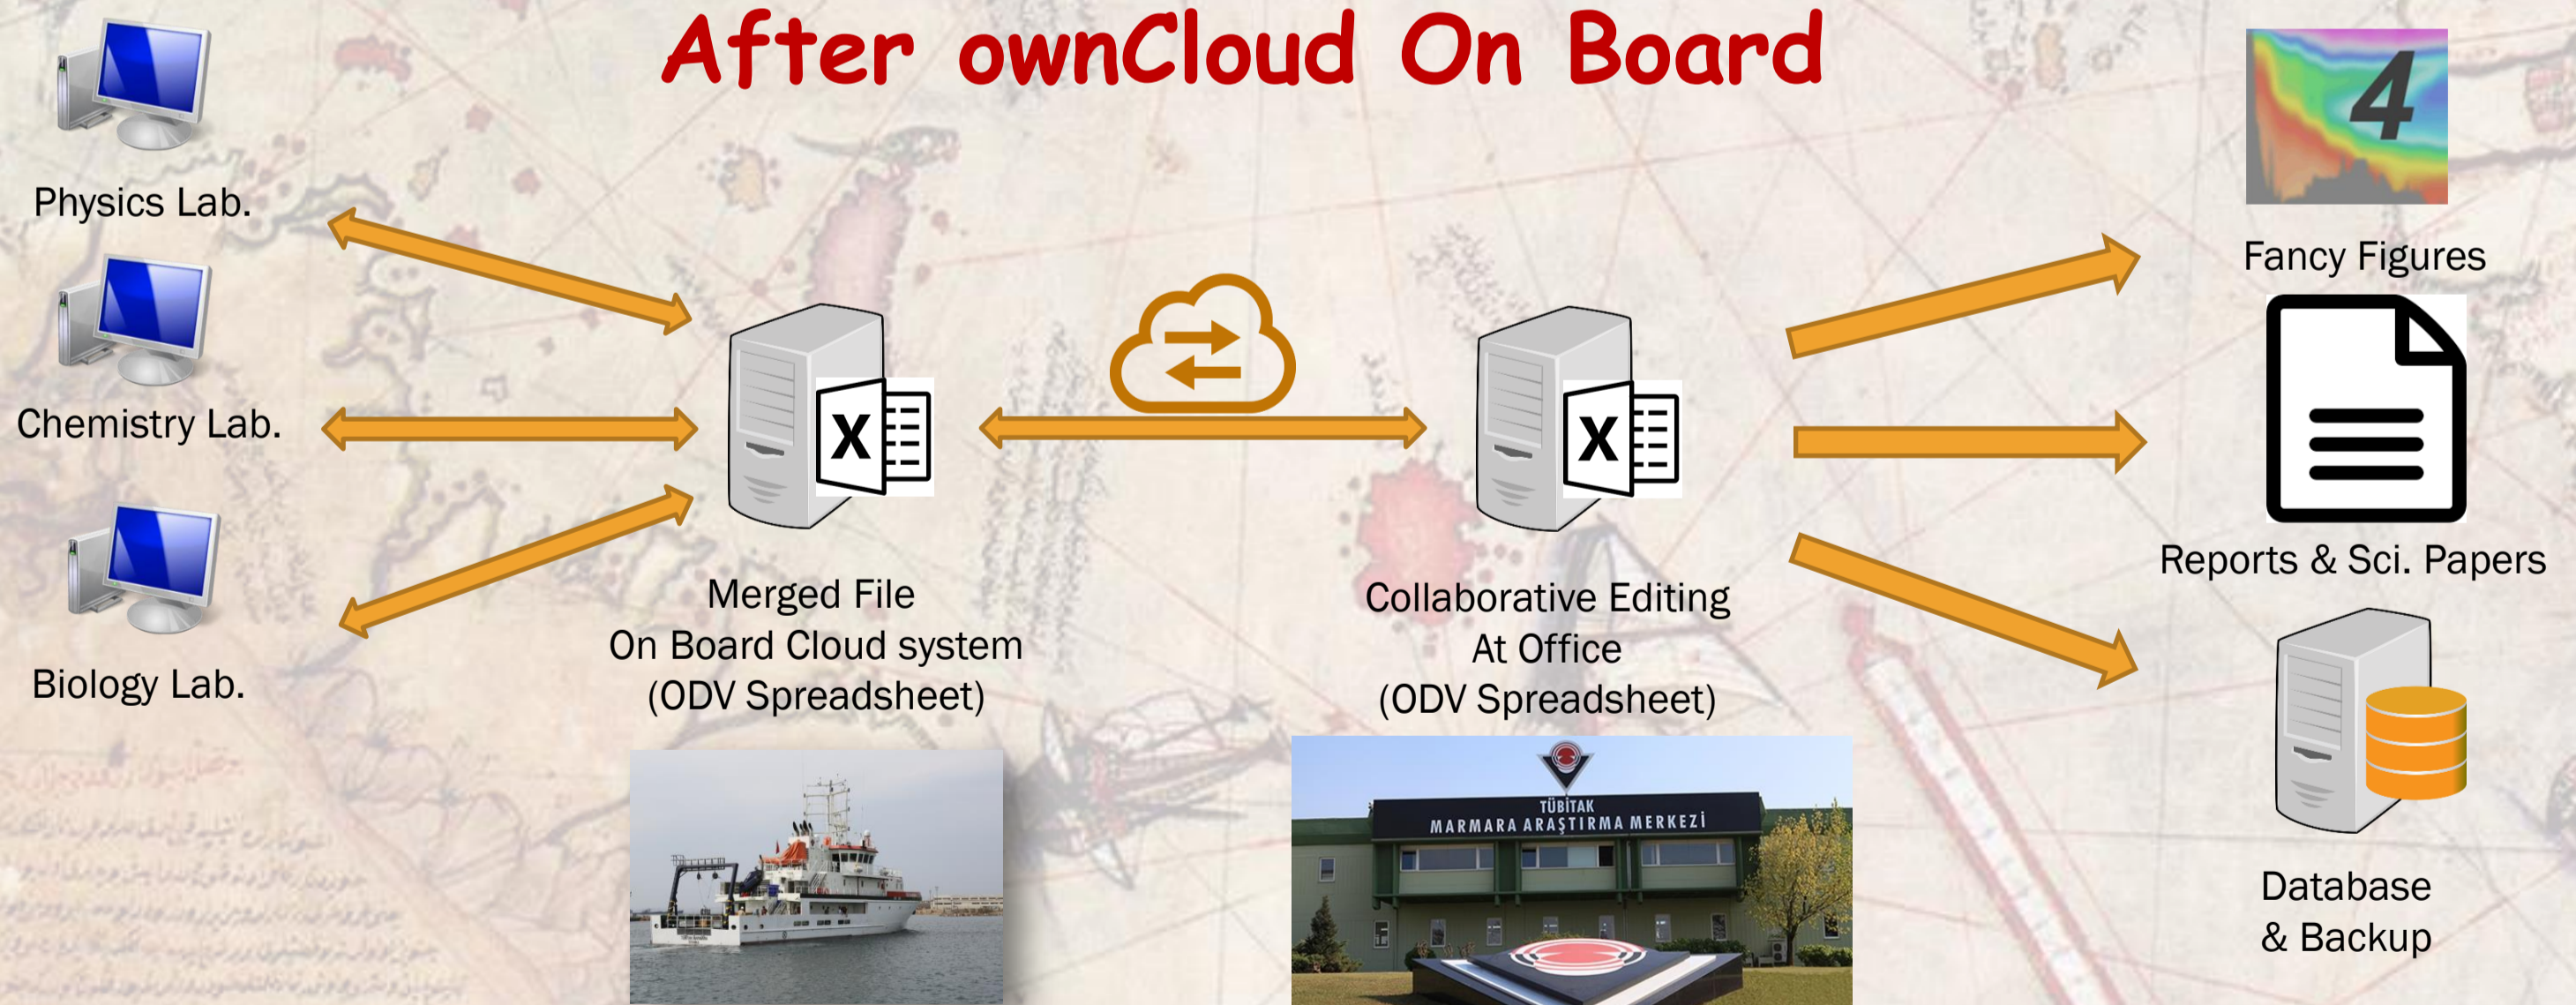 After ownCloud On Board
Physics Lab.
Chemistry Lab.
Biology Lab.
X
Merged File
On Board Cloud system
(ODV Spreadsheet)
X
Collaborative Editing
At Office
(ODV Spreadsheet)
TÜBİTAK
MARMARA ARAŞTIRMA MERKEZİ
4
Fancy Figures
Reports & Sci. Papers
Database
& Backup